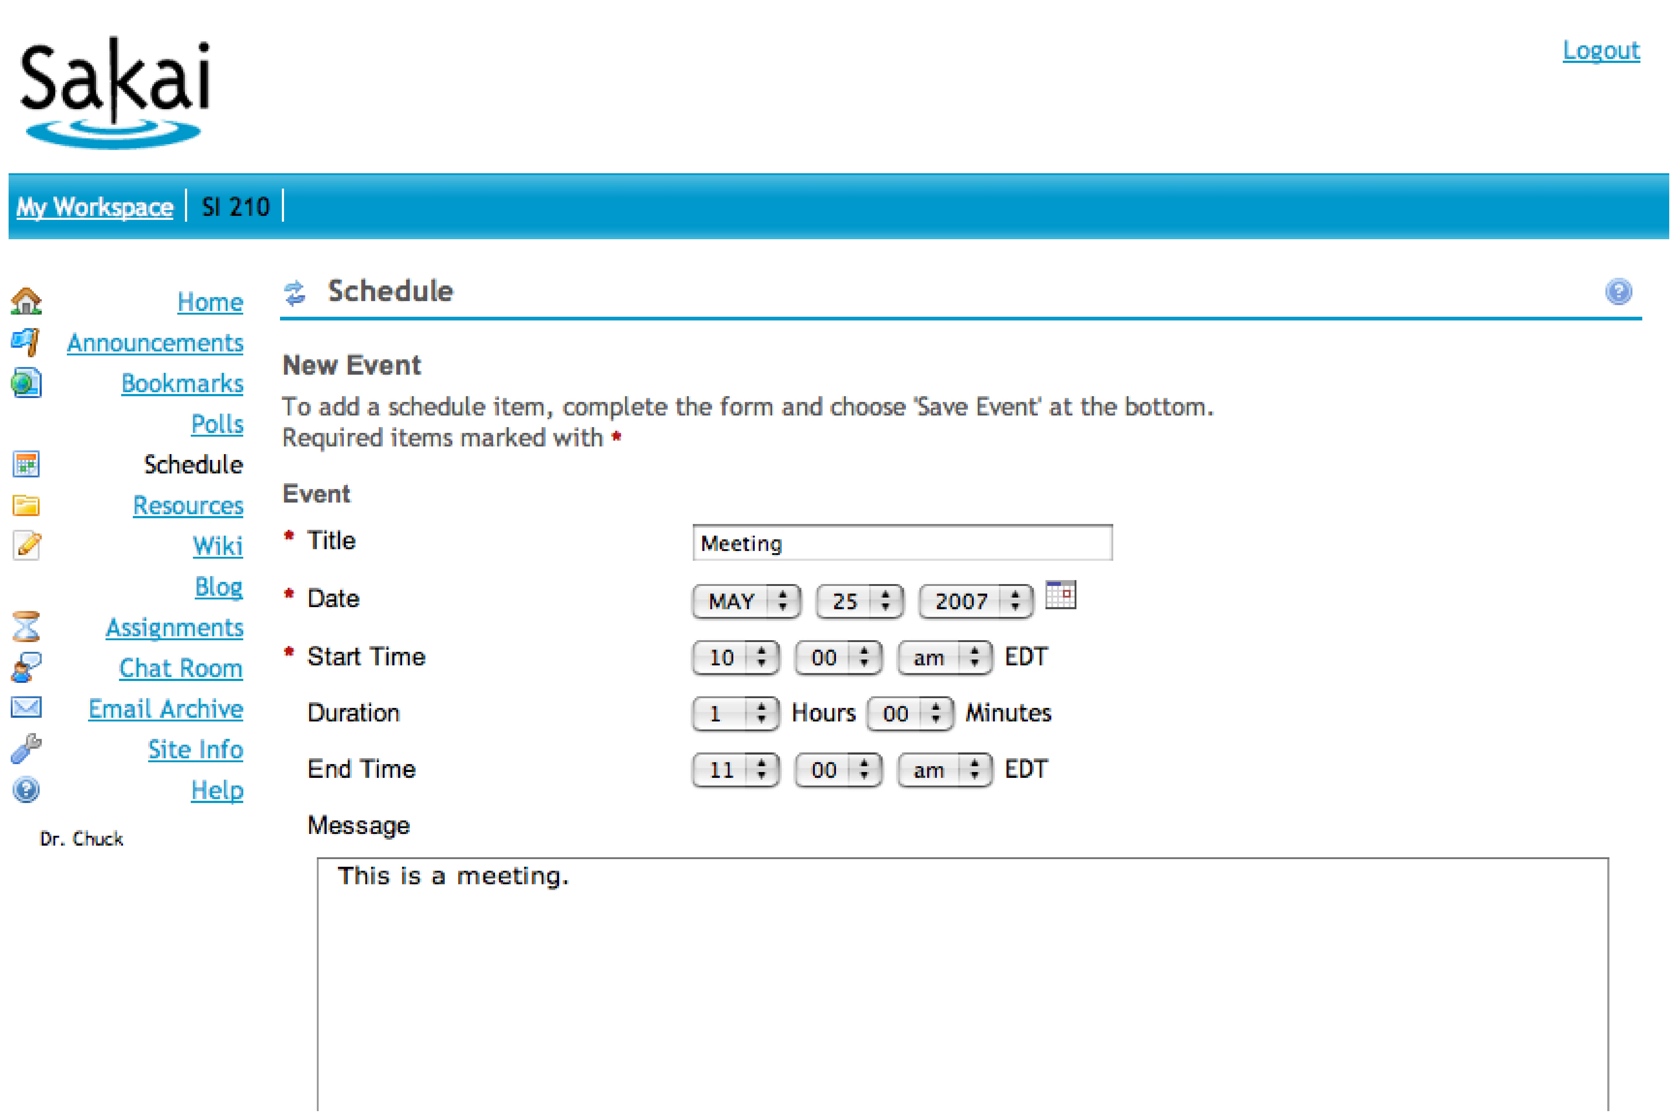 Sakai
Logout
My Workspace SI 210
Home
Announcements
Bookmarks
Polls
Schedule
Resources
Wiki
Blog
Assignments
Chat Room
Email Archive
Site Info
Help
Dr. Chuck
Schedule ?
New Event
To add a schedule item, complete the form and choose 'Save Event' at the bottom.
Required items marked with *
Event
* Title Meeting
* Date MAY 25 2007
* Start Time 10 00 am EDT
Duration 1 Hours 00 Minutes
End Time 11 00 am EDT
Message
This is a meeting.